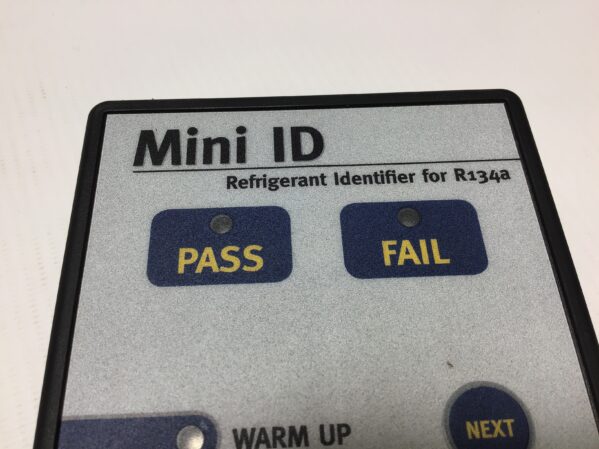 Mini ID
Refrigerant Identifier for R134a
PASS
FAIL
WARM UP
NEXT